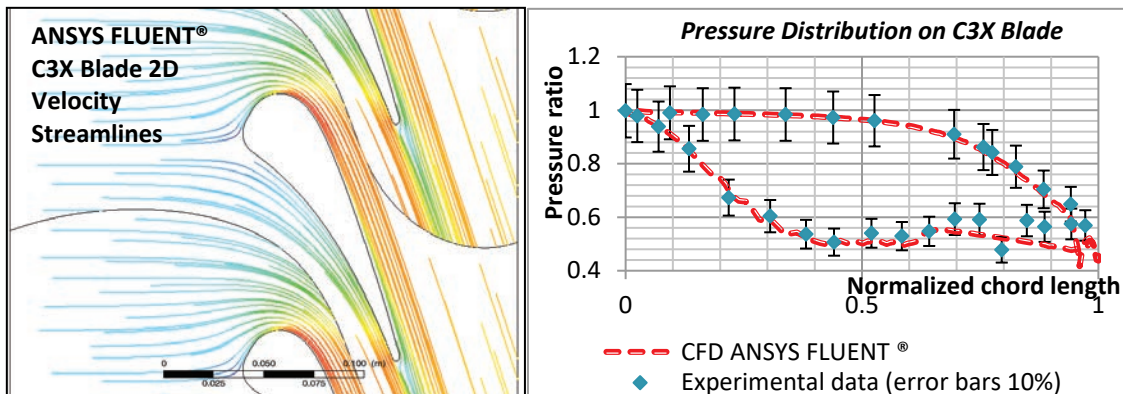 ANSYS FLUENT®
C3X Blade 2D
Velocity
Streamlines
0 0.050 0.100 (m)
0.025 0.075
Pressure Distribution on C3X Blade
Pressure ratio
1.2
1
0.8
0.6
0.4
0 0.5 1
Normalized chord length
CFD ANSYS FLUENT ®
Experimental data (error bars 10%)